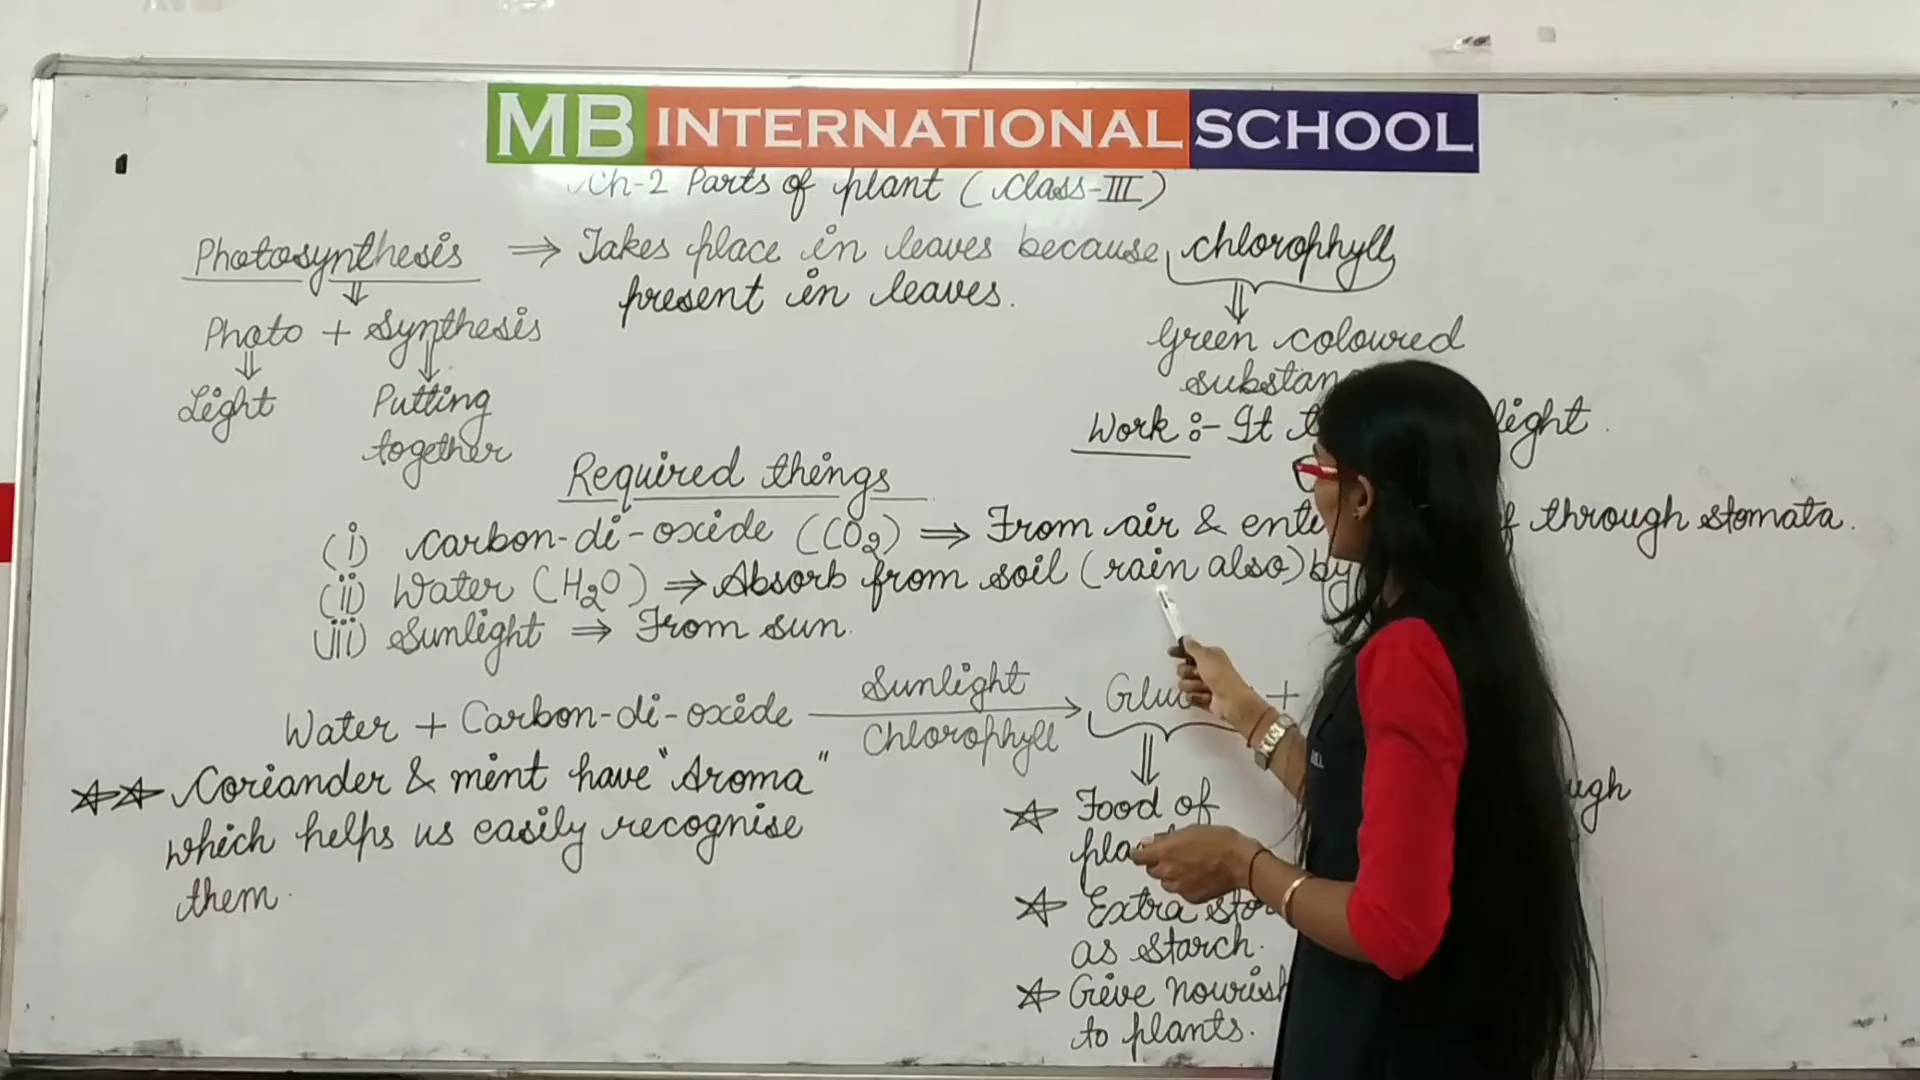 MB INTERNATIONAL SCHOOL
Ch-2 Parts of plant (Class-III)
Photosynthesis ⇒ Takes place in leaves because chlorophyll
present in leaves.
Photo + Synthesis
Light
Putting
together
Green coloured
Work :- It
light.
Required things
(i) Carbon-di-oxide (CO2) ⇒ From air & through stomata.
(ii) Water (H2O) ⇒ Absorb from soil (rain also) by
(iii) Sunlight ⇒ From sun.
Water + Carbon-di-oxide
Sunlight
Chlorophyll
+
Coriander & mint have "Aroma"
which helps us easily recognise
them.
Food of
Extra
as starch.
Give
to plants.